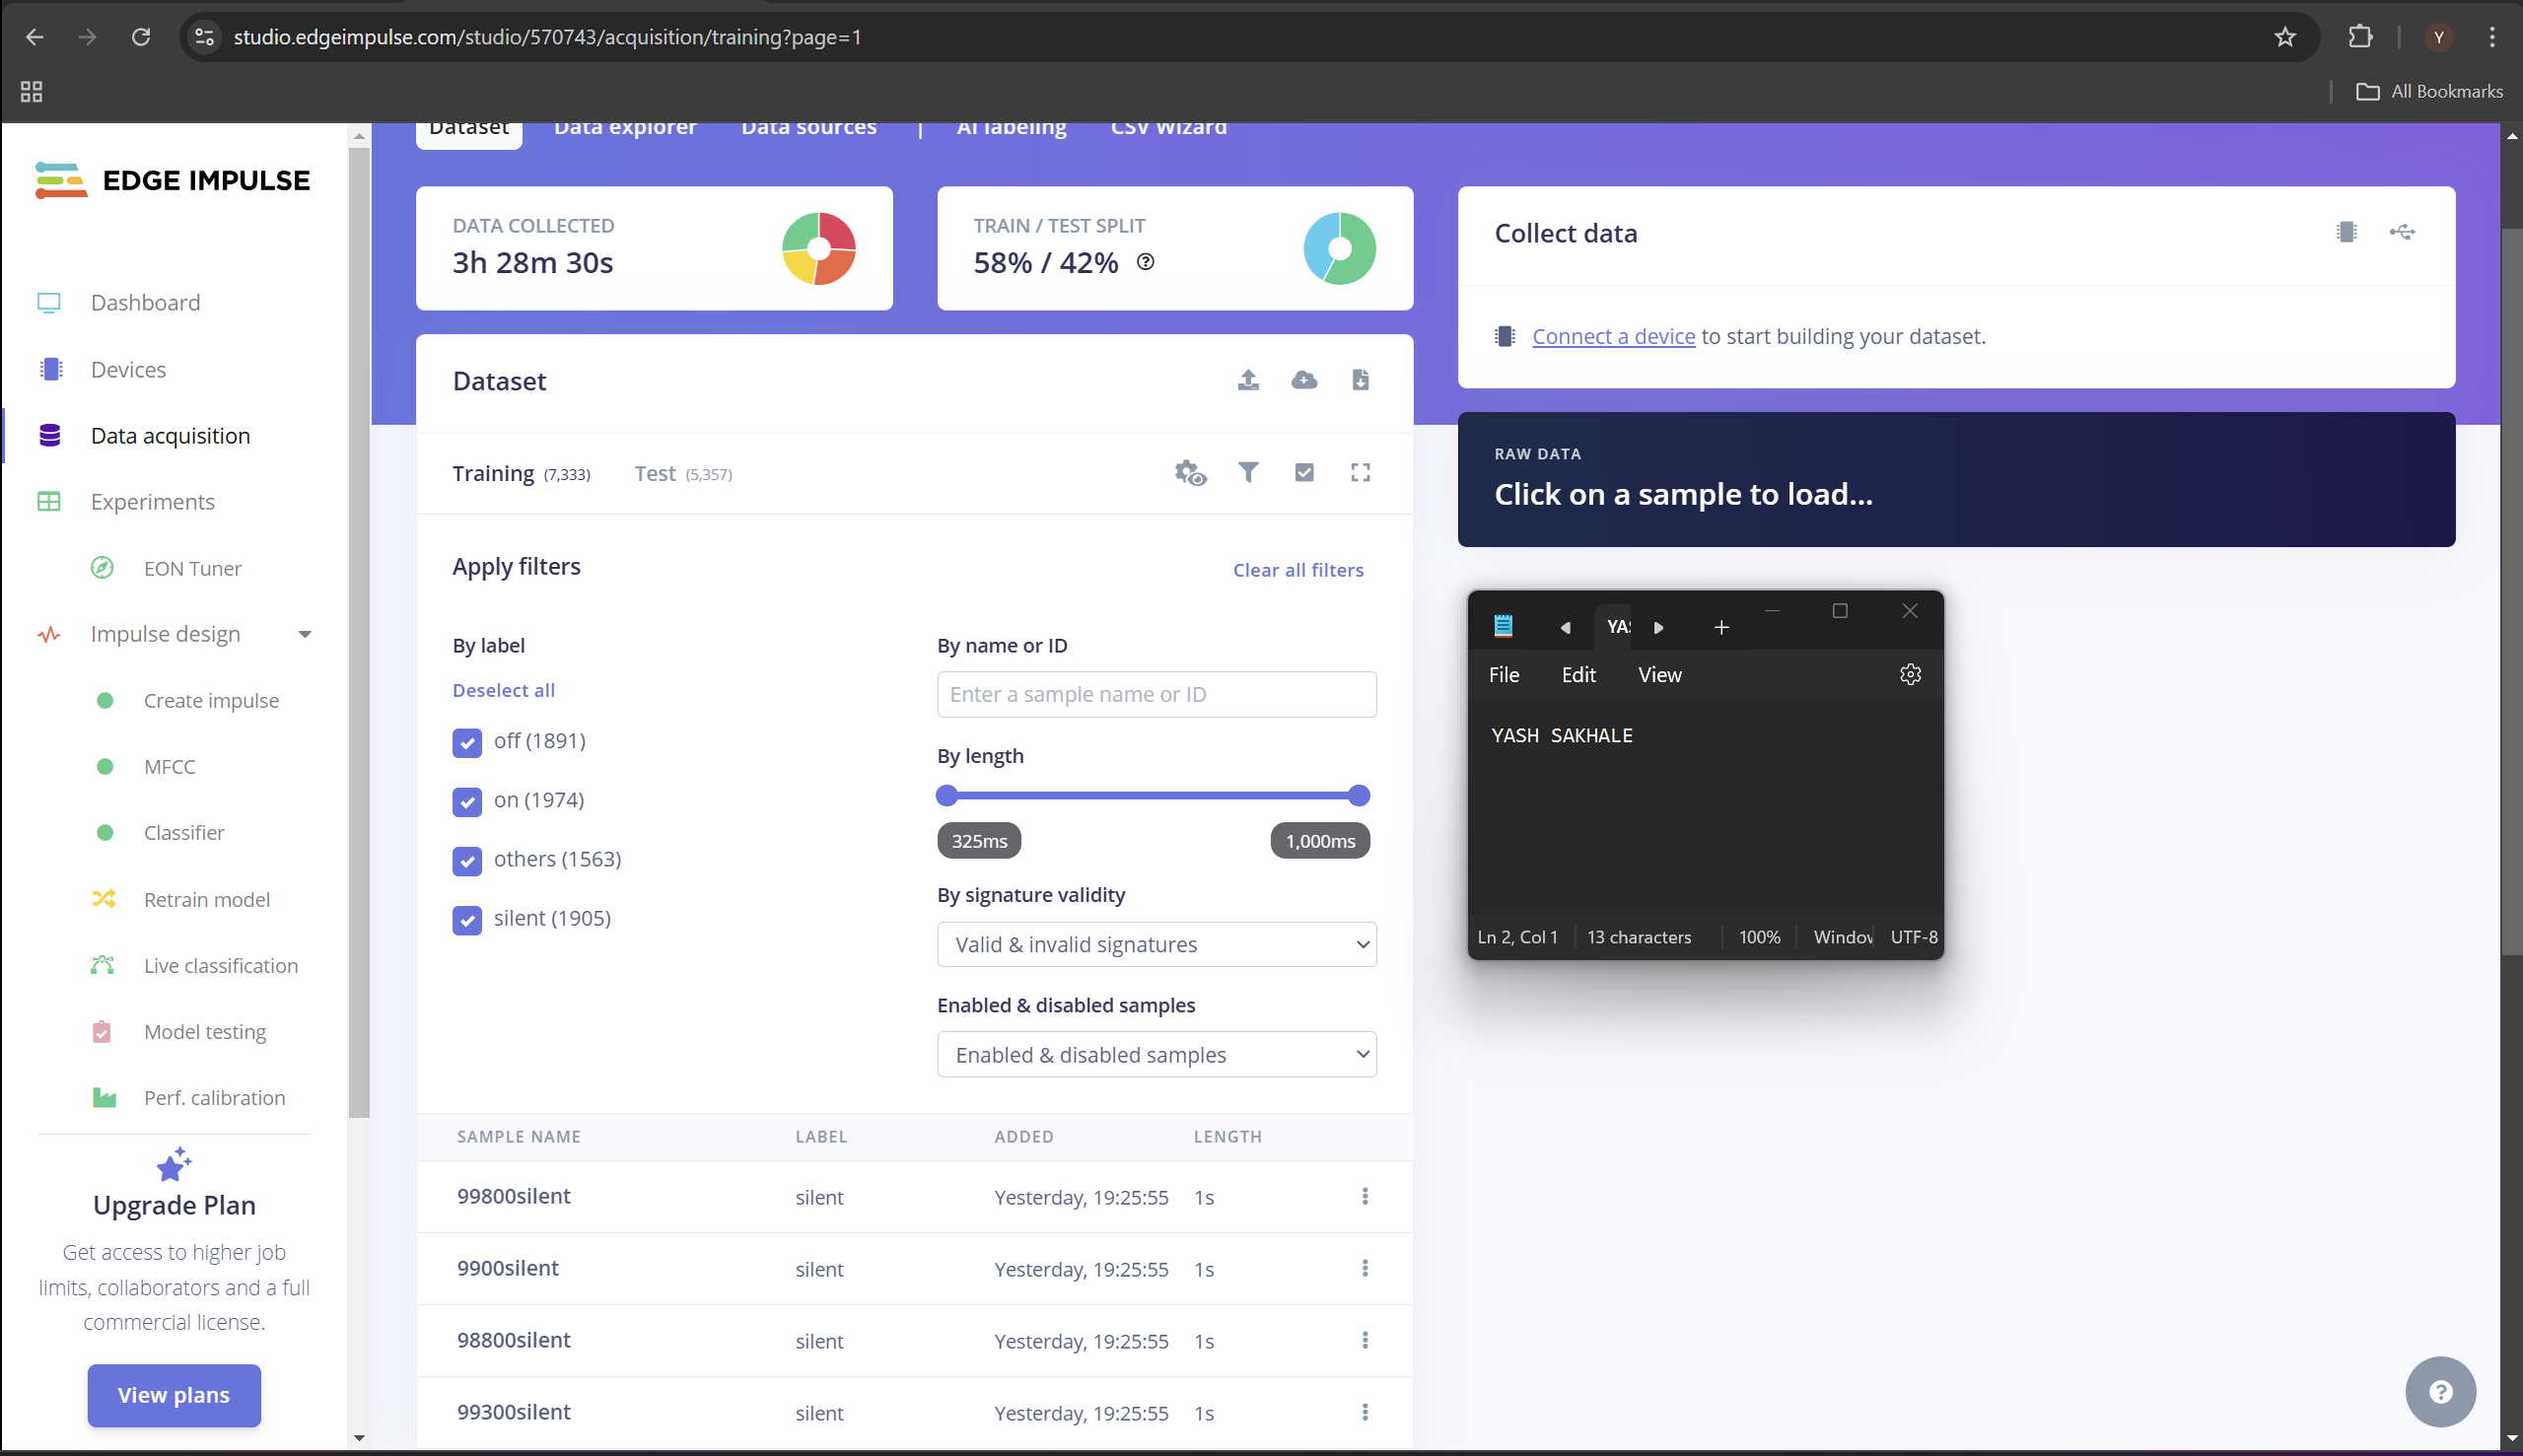 studio.edgeimpulse.com/studio/570743/acquisition/training?page=1
Y
All Bookmarks
EDGE IMPULSE
Dashboard
Devices
Data acquisition
Experiments
EON Tuner
Impulse design
Create impulse
MFCC
Classifier
Retrain model
Live classification
Model testing
Perf. calibration
Upgrade Plan
Get access to higher job
limits, collaborators and a full
commercial license.
View plans
Dataset
Data explorer
Data sources
|
AI labeling
CSV Wizard
DATA COLLECTED
3h 28m 30s
TRAIN / TEST SPLIT
58% / 42%
Dataset
Training (7,333)
Test (5,357)
Apply filters
Clear all filters
By label
Deselect all
off (1891)
on (1974)
others (1563)
silent (1905)
By name or ID
Enter a sample name or ID
By length
325ms
1,000ms
By signature validity
Valid & invalid signatures
Enabled & disabled samples
Enabled & disabled samples
SAMPLE NAME LABEL ADDED LENGTH
99800silent silent Yesterday, 19:25:55 1s
9900silent silent Yesterday, 19:25:55 1s
98800silent silent Yesterday, 19:25:55 1s
99300silent silent Yesterday, 19:25:55 1s
Collect data
Connect a device to start building your dataset.
RAW DATA
Click on a sample to load...
YAS
File Edit View
YASH SAKHALE
Ln 2, Col 1 13 characters 100% Window UTF-8